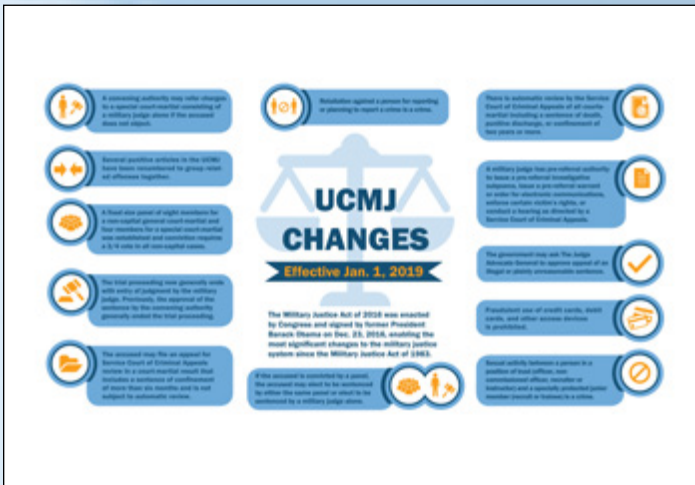 A convening authority may refer charges
to a special court-martial consisting of
a military judge alone if the accused
does not object.
Several punitive articles in the UCMJ
have been renumbered to group relat-
ed offenses together.
A fixed size panel of eight members for
a non-capital general court-martial and
four members for a special court-martial
was established and conviction requires
a 3/4 vote in all non-capital cases.
The trial proceeding now generally ends
with entry of judgment by the military
judge. Previously, the approval of the
sentence by the convening authority
generally ended the trial proceeding.
The accused may file an appeal for
Service Court of Criminal Appeals
review in a court-martial result that
includes a sentence of confinement
of more than six months and is not
subject to automatic review.
Retaliation against a person for reporting
or planning to report a crime is a crime.
UCMJ
CHANGES
Effective Jan. 1, 2019
The Military Justice Act of 2016 was enacted
by Congress and signed by former President
Barack Obama on Dec. 23, 2016, enabling the
most significant changes to the military justice
system since the Military Justice Act of 1983.
If the accused is convicted by a panel,
the accused may elect to be sentenced
by either the same panel or elect to be
sentenced by a military judge alone.
There is automatic review by the Service
Court of Criminal Appeals of all courts-
martial including a sentence of death,
punitive discharge, or confinement of
two years or more.
A military judge has pre-referral authority
to issue a pre-referral investigative
subpoena, issue a pre-referral warrant
or order for electronic communications,
enforce certain victim's rights, or
conduct a hearing as directed by a
Service Court of Criminal Appeals.
The government may ask The Judge
Advocate General to approve appeal of an
illegal or plainly unreasonable sentence.
Fraudulent use of credit cards, debit
cards, and other access devices
is prohibited.
Sexual activity between a person in a
position of trust (officer, non-
commissioned officer, recruiter or
instructor) and a specially protected junior
member (recruit or trainee) is a crime.